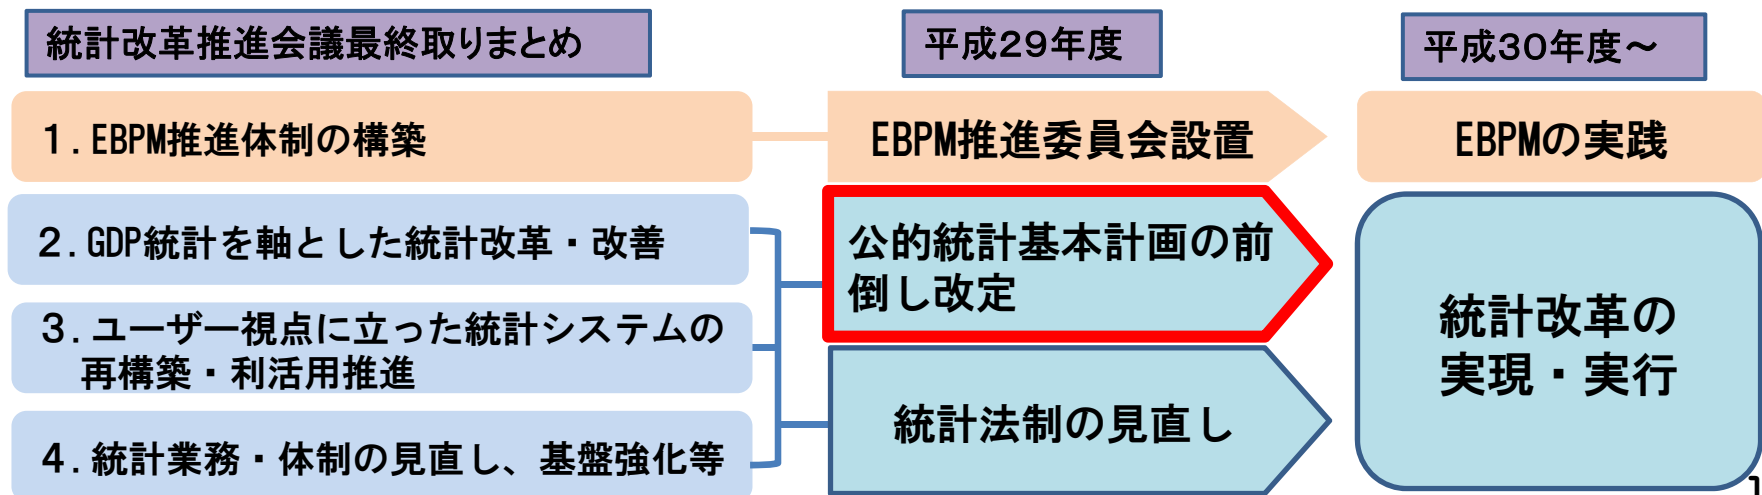 統計改革推進会議最終取りまとめ
平成29年度
平成30年度～
1．EBPM推進体制の構築
EBPM推進委員会設置
EBPMの実践
2．GDP統計を軸とした統計改革・改善
3．ユーザー視点に立った統計システムの
再構築・利活用推進
4．統計業務・体制の見直し、基盤強化等
公的統計基本計画の前
倒し改定
統計法制の見直し
統計改革の
実現・実行
1